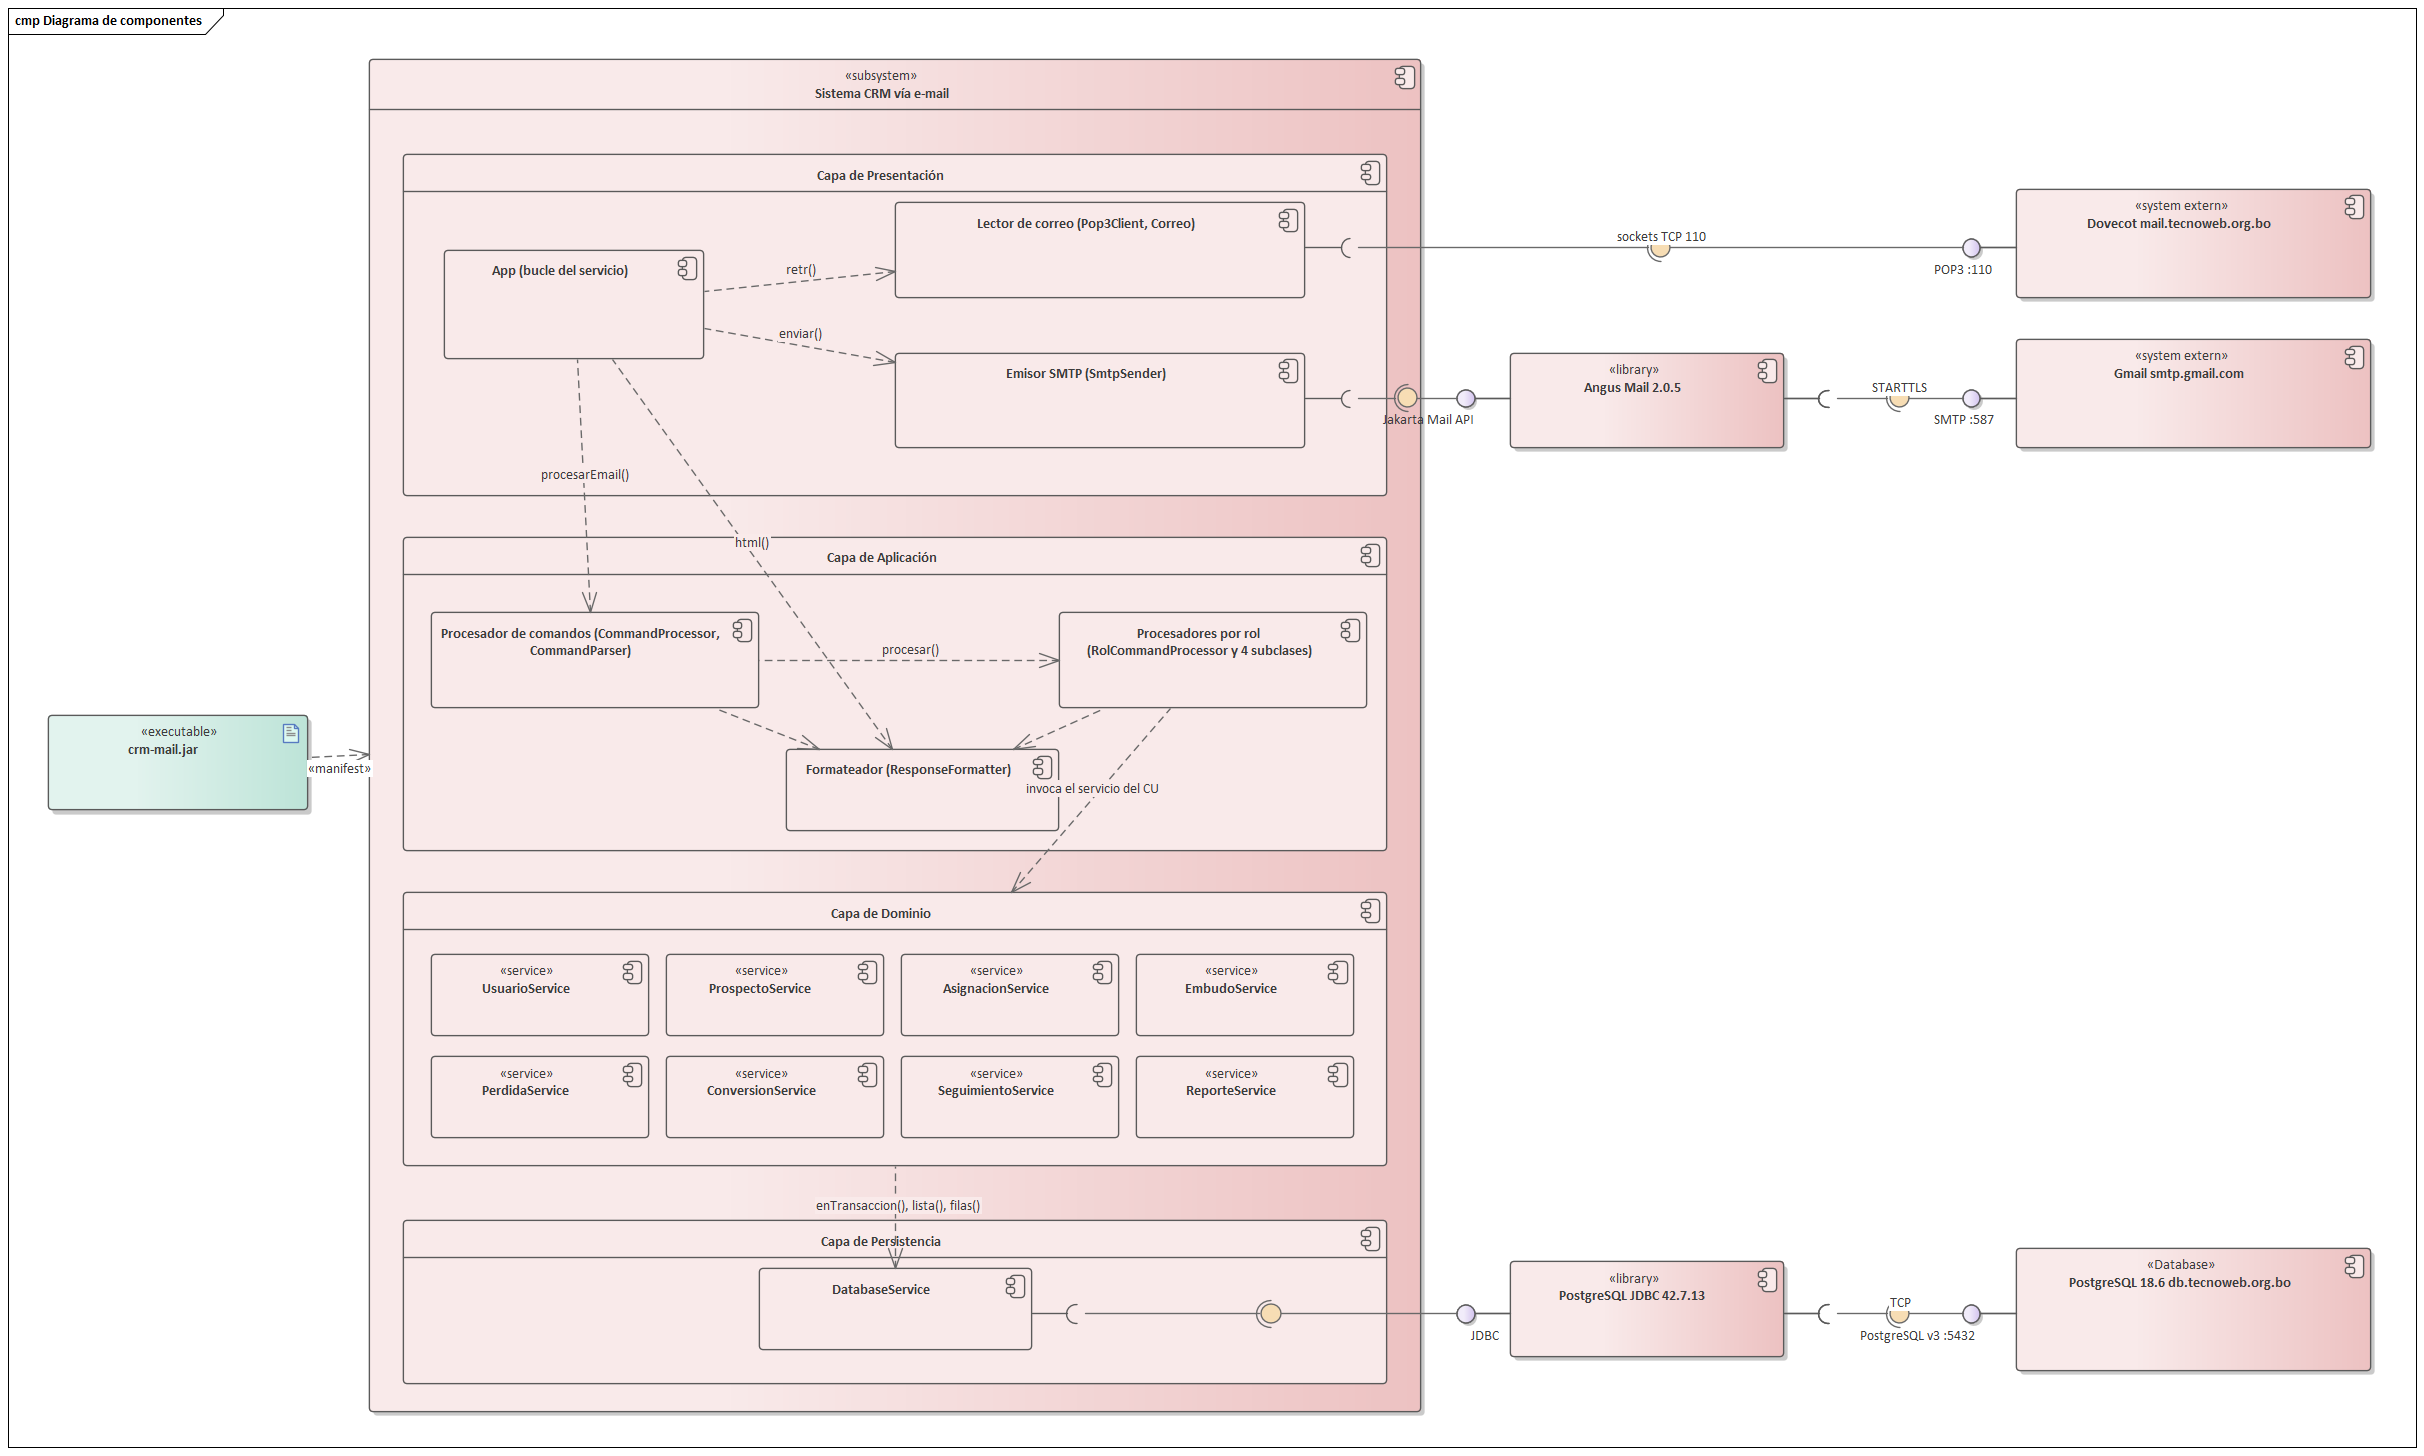 cmp Diagrama de componentes
«subsystem»
Sistema CRM vía e-mail
Capa de Presentación
Lector de correo (Pop3Client, Correo)
App (bucle del servicio)
retr()
enviar()
Emisor SMTP (SmtpSender)
sockets TCP 110
POP3 :110
«system extern»
Dovecot mail.tecnoweb.org.bo
Jakarta Mail API
«library»
Angus Mail 2.0.5
STARTTLS
SMTP :587
«system extern»
Gmail smtp.gmail.com
procesarEmail()
html()
Capa de Aplicación
Procesador de comandos (CommandProcessor,
CommandParser)
procesar()
Procesadores por rol
(RolCommandProcessor y 4 subclases)
Formateador (ResponseFormatter)
invoca el servicio del CU
«executable»
crm-mail.jar
«manifest»
Capa de Dominio
«service»
UsuarioService
«service»
ProspectoService
«service»
AsignacionService
«service»
EmbudoService
«service»
PerdidaService
«service»
ConversionService
«service»
SeguimientoService
«service»
ReporteService
enTransaccion(), lista(), filas()
Capa de Persistencia
DatabaseService
JDBC
«library»
PostgreSQL JDBC 42.7.13
TCP
PostgreSQL v3 :5432
«Database»
PostgreSQL 18.6 db.tecnoweb.org.bo